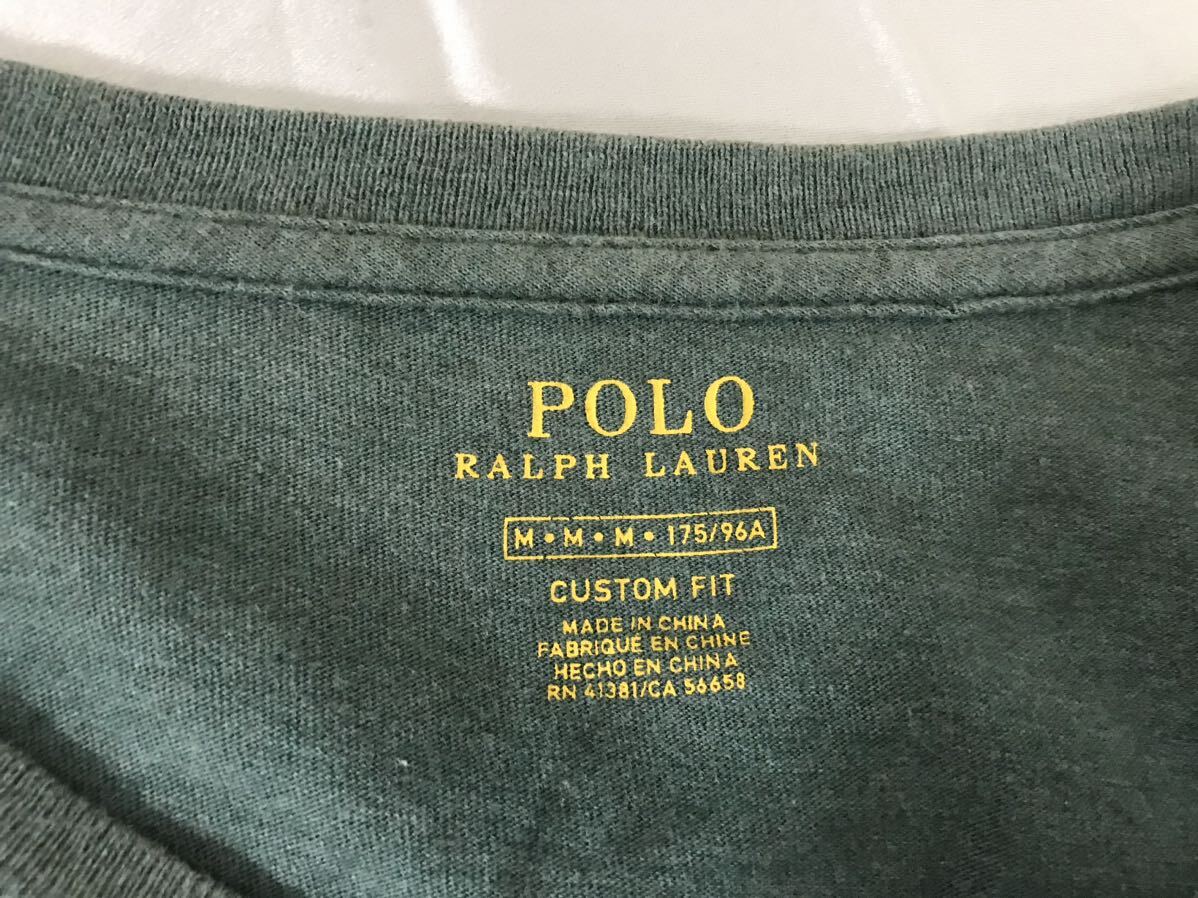 POLO
RALPH LAUREN
M • M • M • 175/96A
CUSTOM FIT
MADE IN CHINA
FABRIQUÉ EN CHINE
HECHO EN CHINA
RN 41381/CA 56658